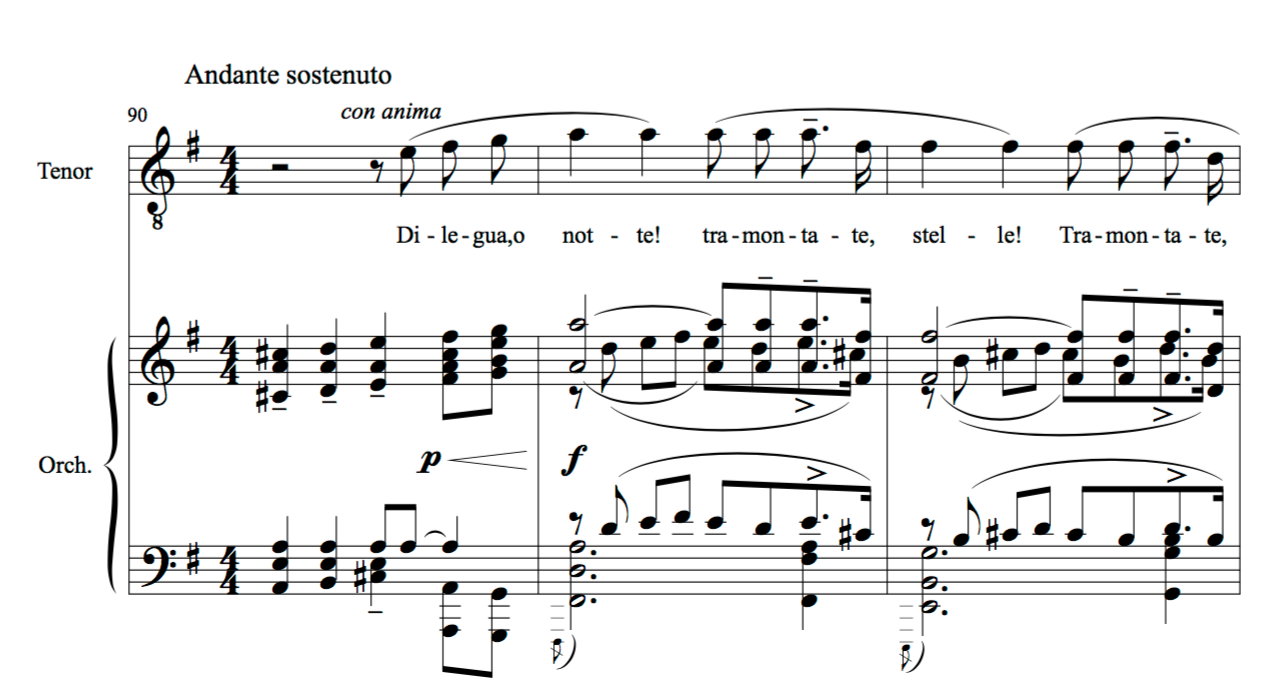 Andante sostenuto
90
con anima
Tenor
8
Di - le - gua,o not - te! tra - mon - ta - te, stel - le! Tra - mon - ta - te,
Orch.
p
f